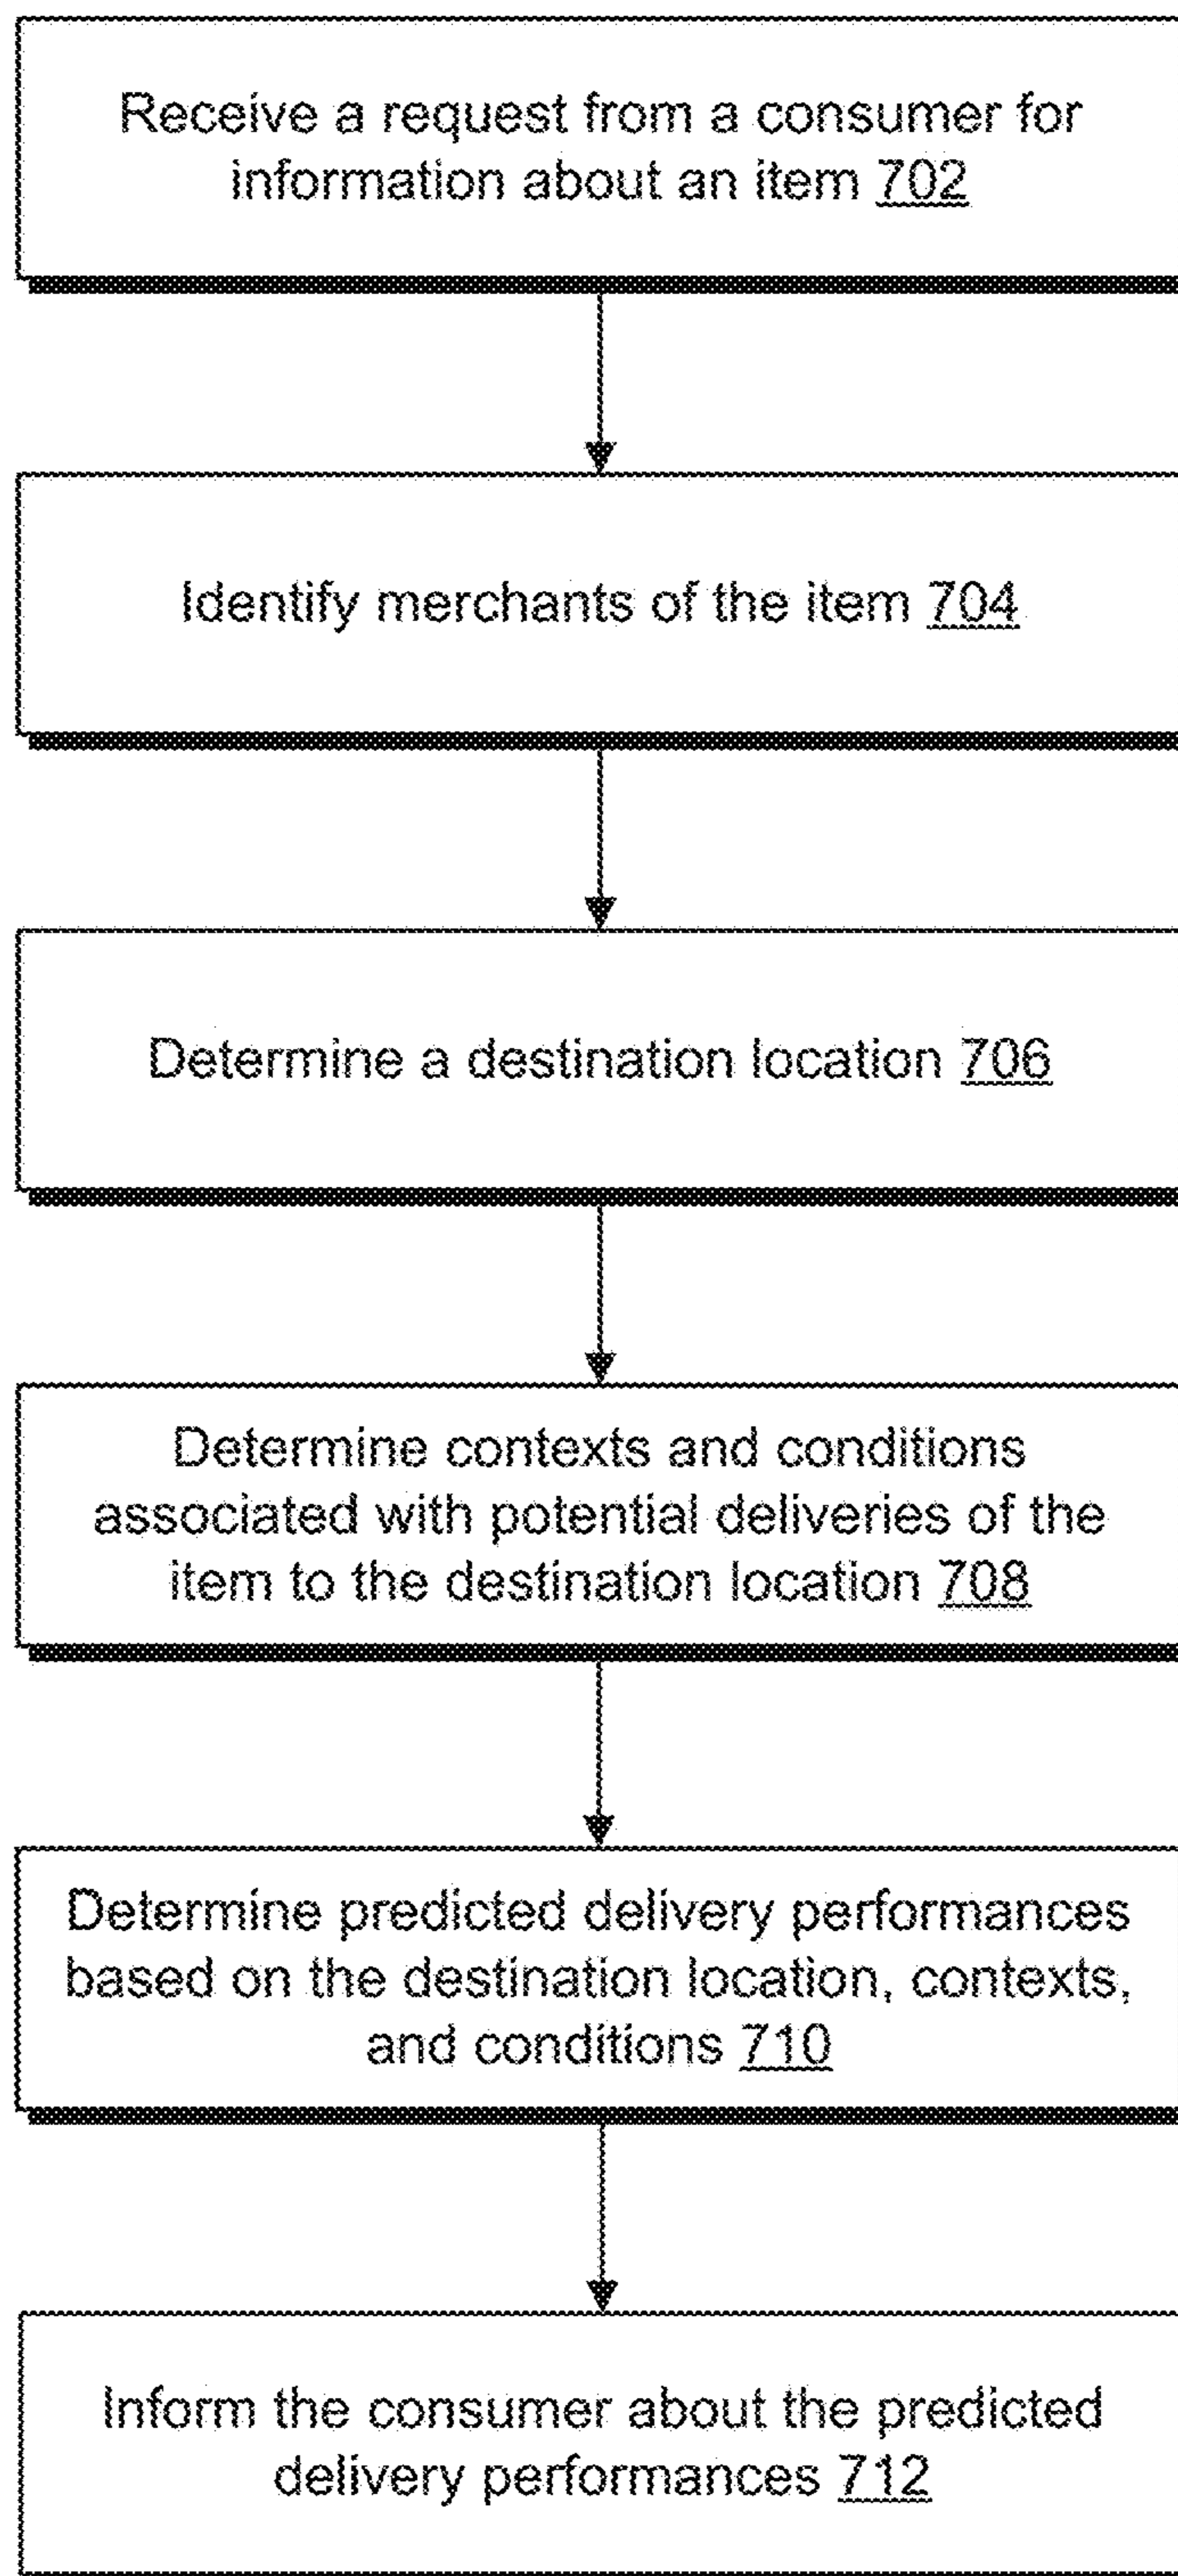 Receive a request from a consumer for
information about an item 702
Identify merchants of the item 704
Determine a destination location 706
Determine contexts and conditions
associated with potential deliveries of the
item to the destination location 708
Determine predicted delivery performances
based on the destination location, contexts,
and conditions 710
Inform the consumer about the predicted
delivery performances 712